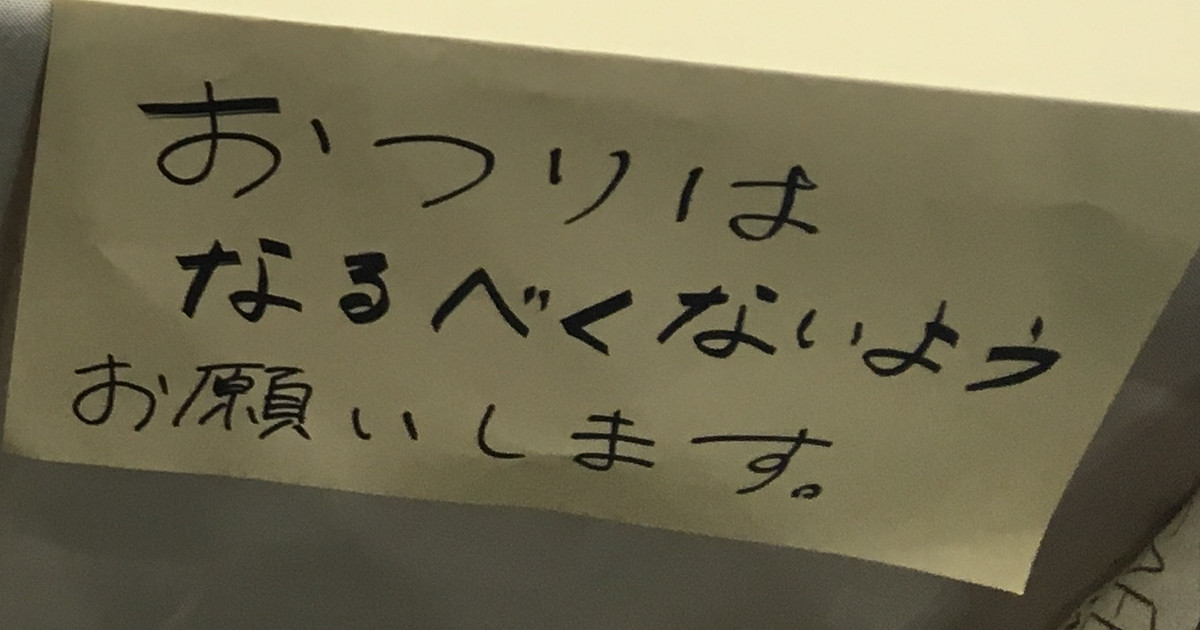 おつりは
なるべくないよう
お願いします。